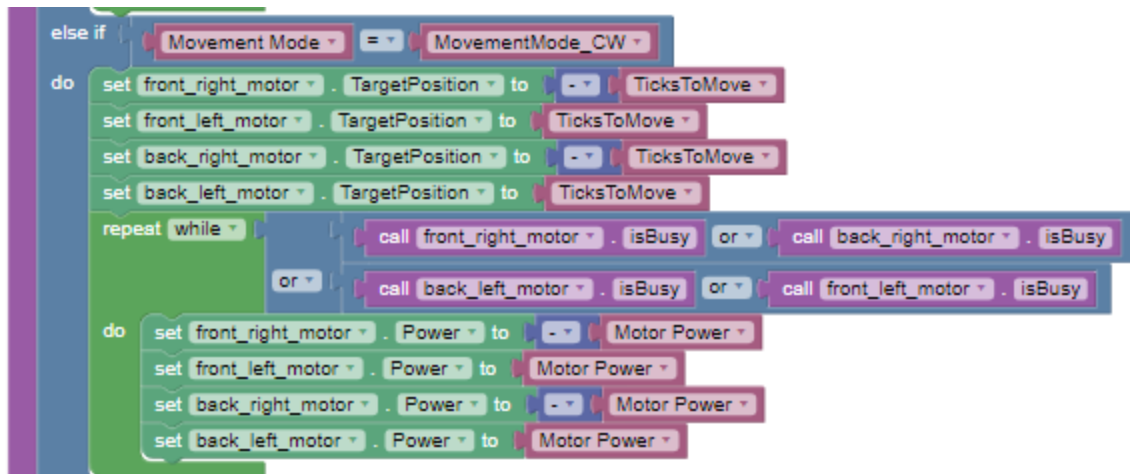 else if Movement Mode = MovementMode_CW
do set front_right_motor . TargetPosition to - TicksToMove
set front_left_motor . TargetPosition to TicksToMove
set back_right_motor . TargetPosition to - TicksToMove
set back_left_motor . TargetPosition to TicksToMove
repeat while call front_right_motor . isBusy or call back_right_motor . isBusy
or call back_left_motor . isBusy or call front_left_motor . isBusy
do set front_right_motor . Power to - Motor Power
set front_left_motor . Power to Motor Power
set back_right_motor . Power to - Motor Power
set back_left_motor . Power to Motor Power